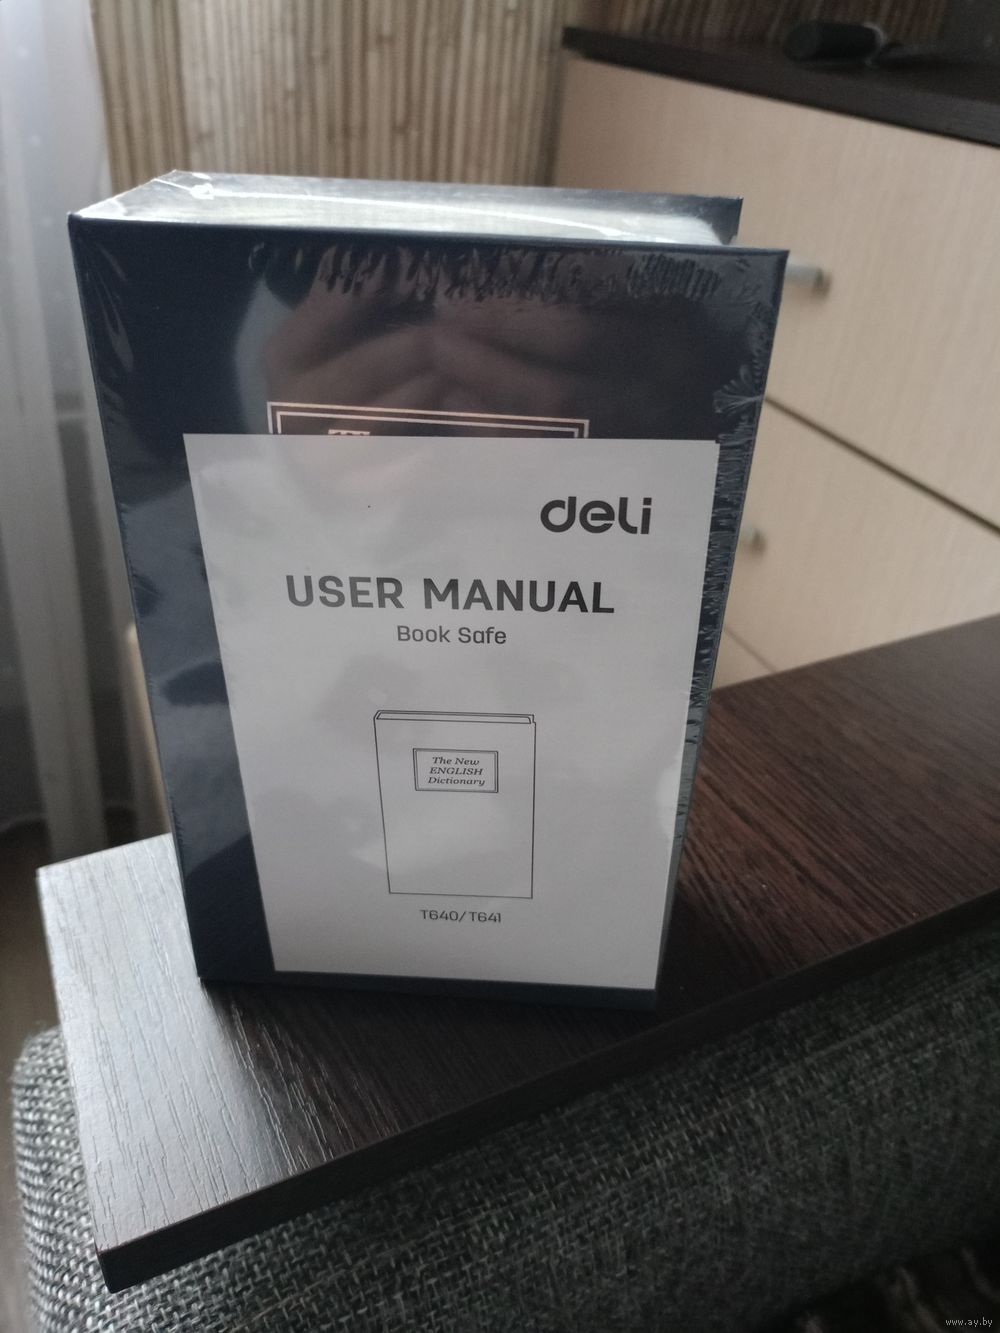 deli
USER MANUAL
Book Safe
The New
ENGLISH
Dictionary
T640/T641
www.ay.by